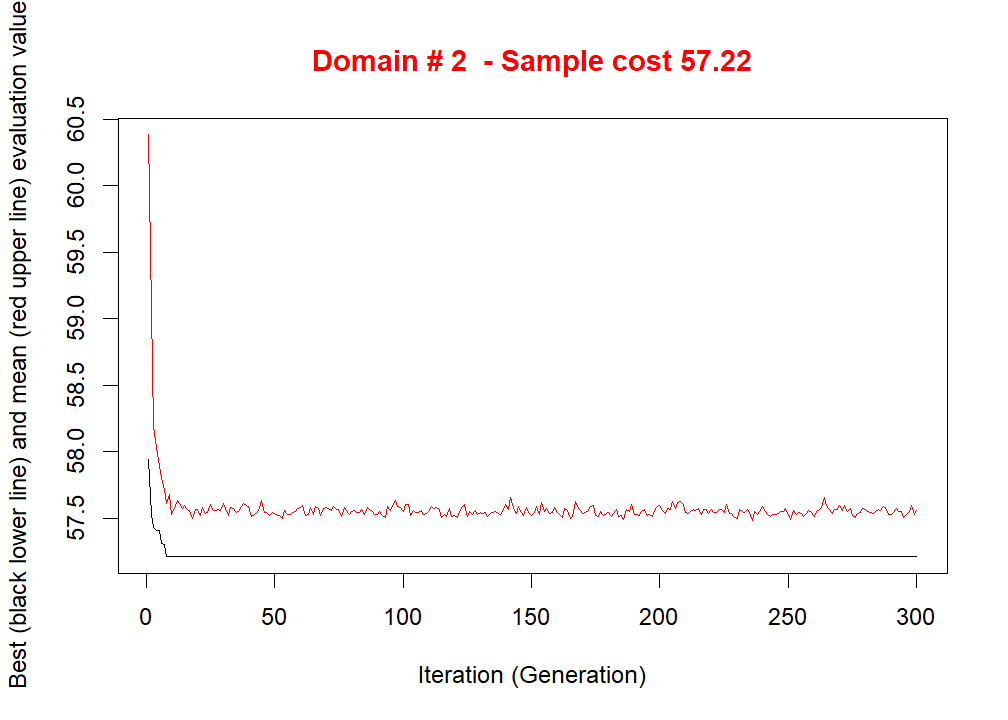 Domain # 2  - Sample cost 57.22
Best (black lower line) and mean (red upper line) evaluation value
60.5
60.0
59.5
59.0
58.5
58.0
57.5
0 50 100 150 200 250 300
Iteration (Generation)